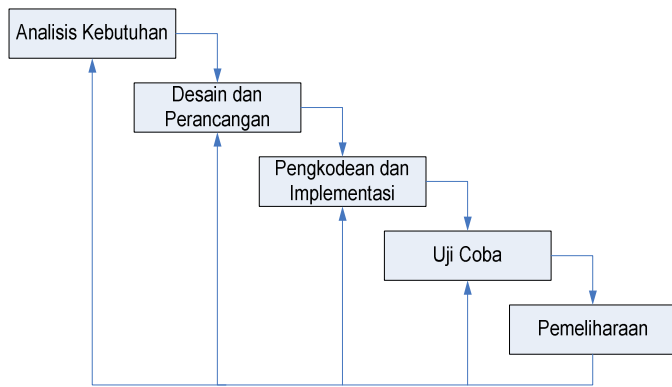 Analisis Kebutuhan
Desain dan
Perancangan
Pengkodean dan
Implementasi
Uji Coba
Pemeliharaan